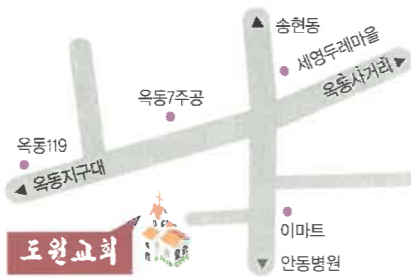 송현동
세영두레마을
옥동사거리
옥동7주공
옥동119
옥동지구대
도원교회
이마트
안동병원